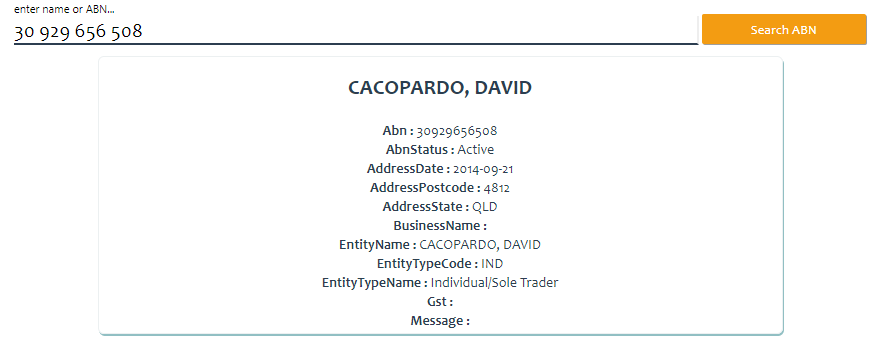 enter name or ABN...
30 929 656 508
Search ABN
CACOPARDO, DAVID
Abn : 30929656508
AbnStatus : Active
AddressDate : 2014-09-21
AddressPostcode : 4812
AddressState : QLD
BusinessName :
EntityName : CACOPARDO, DAVID
EntityTypeCode : IND
EntityTypeName : Individual/Sole Trader
Gst :
Message :